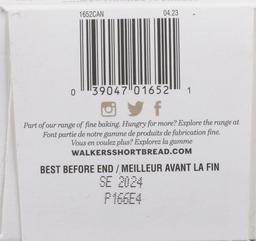 1652CAN 04.23
0 39047 01652 1
Part of our range of fine baking. Hungry for more? Explore the range at
Font partie de notre gamme de produits de fabrication fine.
Vous en voulez plus? Explorez la gamme
WALKERSSHORTBREAD.COM
BEST BEFORE END / MEILLEUR AVANT LA FIN
SE 2024
P166E4